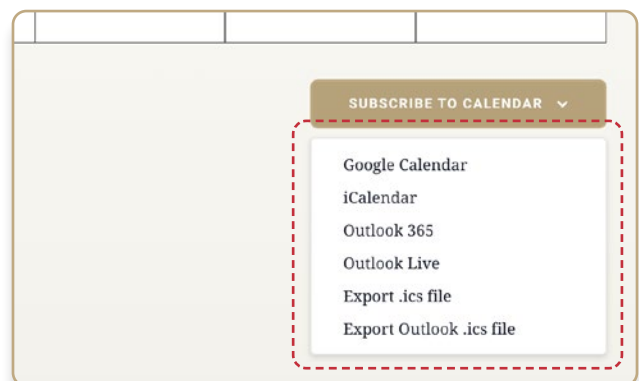 SUBSCRIBE TO CALENDAR
Google Calendar
iCalendar
Outlook 365
Outlook Live
Export .ics file
Export Outlook .ics file